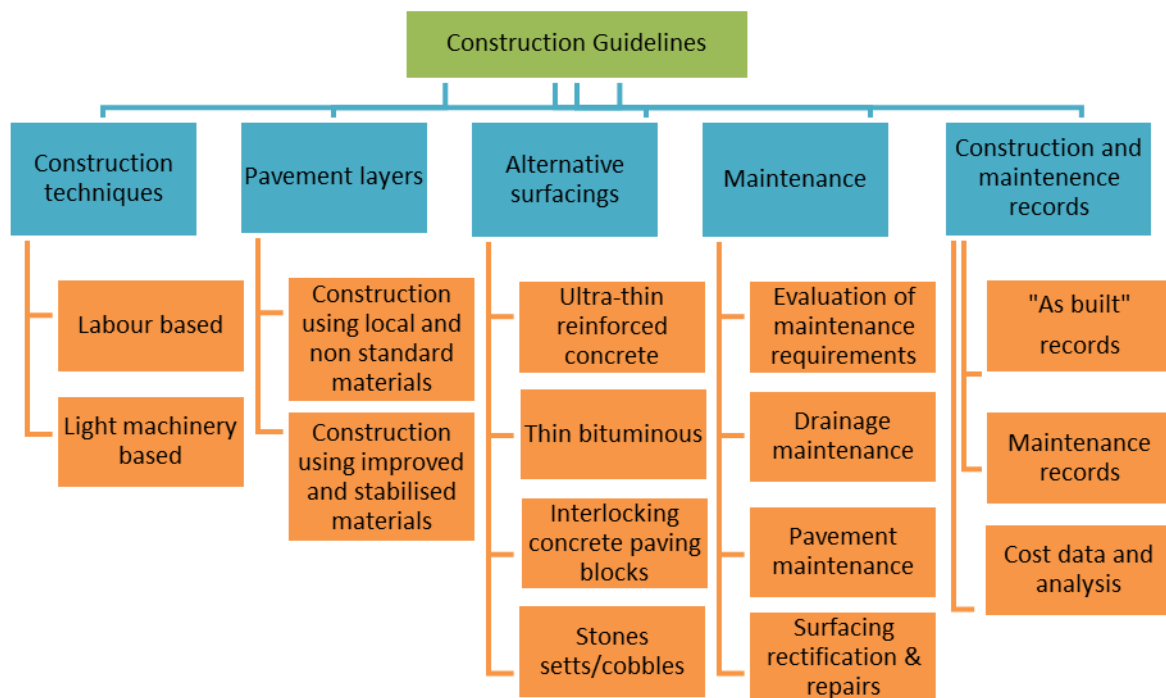 Construction Guidelines
Construction
techniques
Labour based
Light machinery
based
Pavement layers
Construction
using local and
non standard
materials
Construction
using improved
and stabilised
materials
Alternative
surfacings
Ultra-thin
reinforced
concrete
Thin bituminous
Interlocking
concrete paving
blocks
Stones
setts/cobbles
Maintenance
Evaluation of
maintenance
requirements
Drainage
maintenance
Pavement
maintenance
Surfacing
rectification &
repairs
Construction and
maintenence
records
"As built"
records
Maintenance
records
Cost data and
analysis